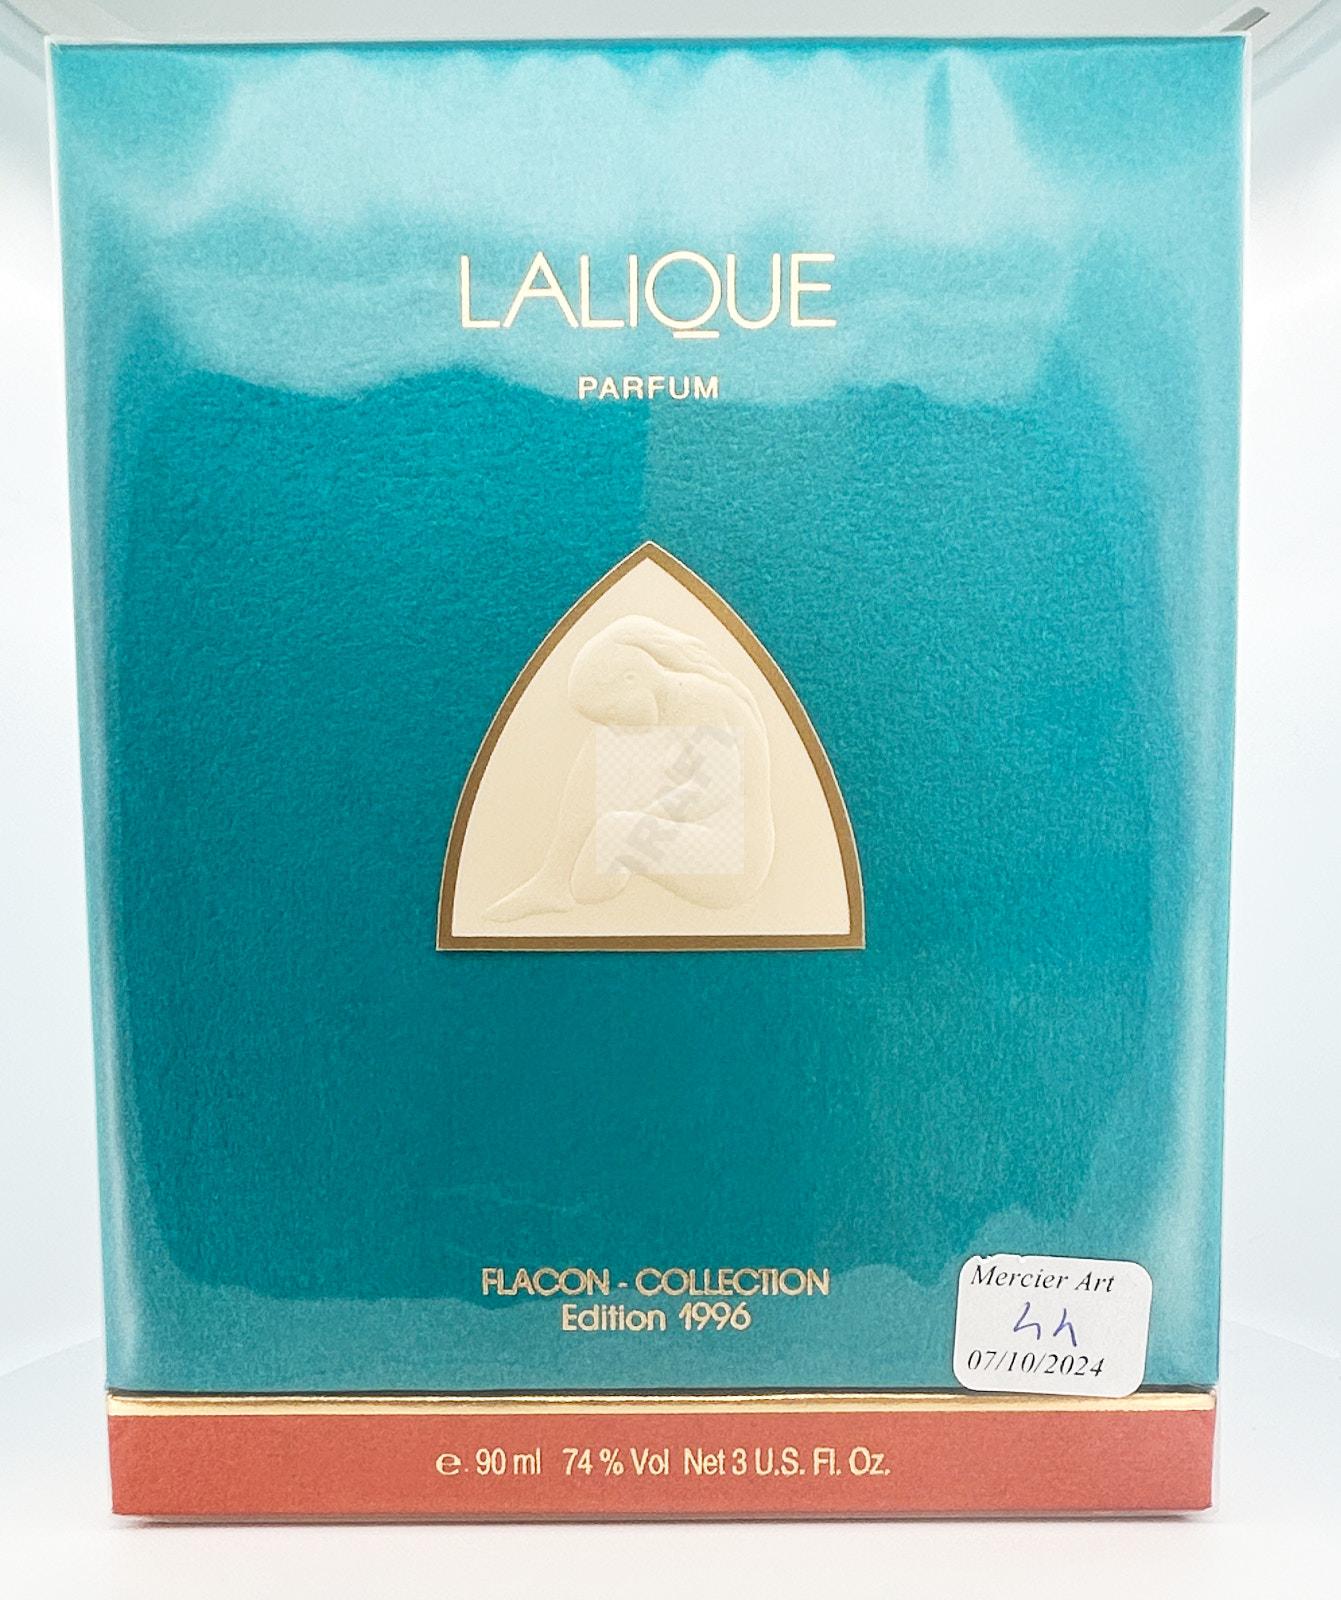 LALIQUE
PARFUM
FLACON - COLLECTION
Edition 1996
Mercier Art
07/10/2024
e. 90 ml 74 % Vol Net 3 U.S. Fl. Oz.